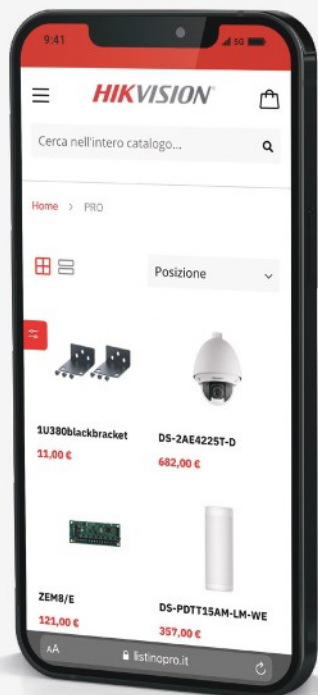 9:41
5G
HIKVISION
Cerca nell'intero catalogo...
Home > PRO
Posizione
1U380blackbracket
11,00 €
DS-2AE4225T-D
682,00 €
ZEM8/E
121,00 €
DS-PDTT15AM-LM-WE
357,00 €
AA
listinopro.it